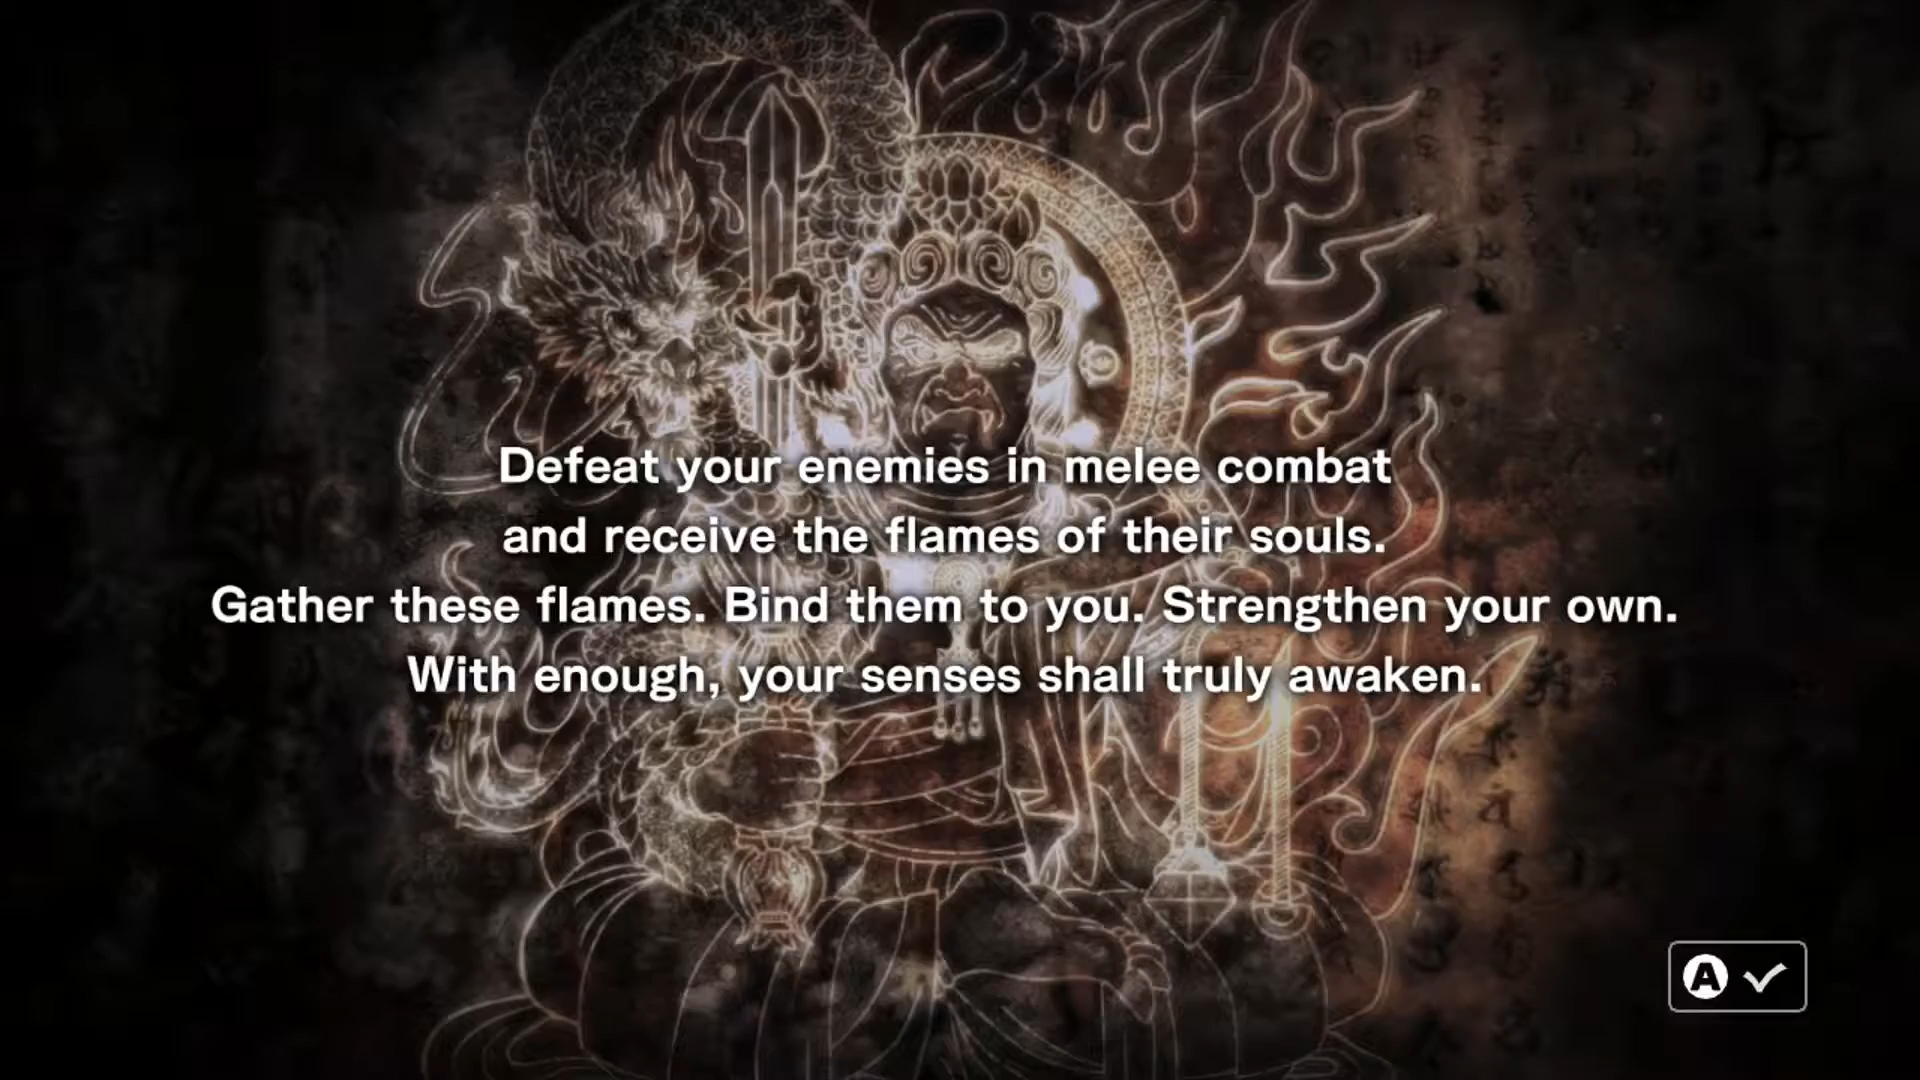 Defeat your enemies in melee combat
and receive the flames of their souls.
Gather these flames. Bind them to you. Strengthen your own.
With enough, your senses shall truly awaken.
A